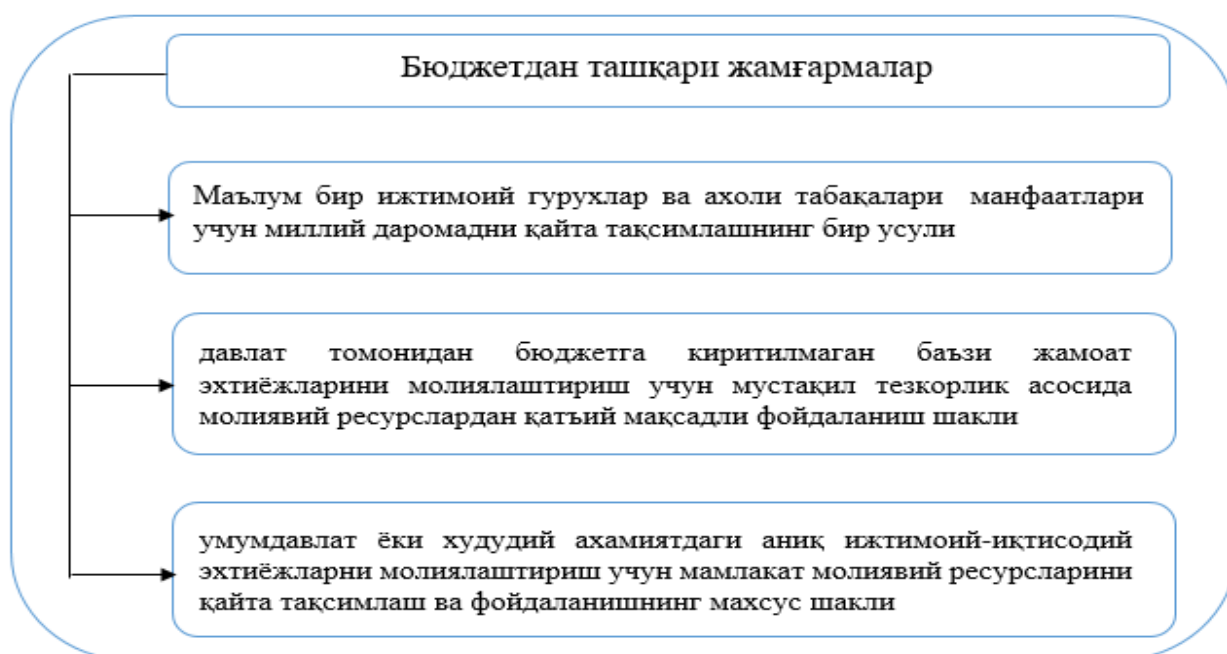 Бюджетдан ташқари жамғармалар
Маълум бир ижтимоий гурухлар ва ахоли табақалари манфаатлари
учун миллий даромадни қайта тақсимлашнинг бир усули
давлат томонидан бюджетга киритилмаган баъзи жамоат
эхтиёжларини молиялаштириш учун мустақил тезкорлик асосида
молиявий ресурслардан қатъий мақсадли фойдаланиш шакли
умумдавлат ёки худудий ахамиятдаги аниқ ижтимоий-иқтисодий
эхтиёжларни молиялаштириш учун мамлакат молиявий ресурсларини
қайта тақсимлаш ва фойдаланишнинг махсус шакли